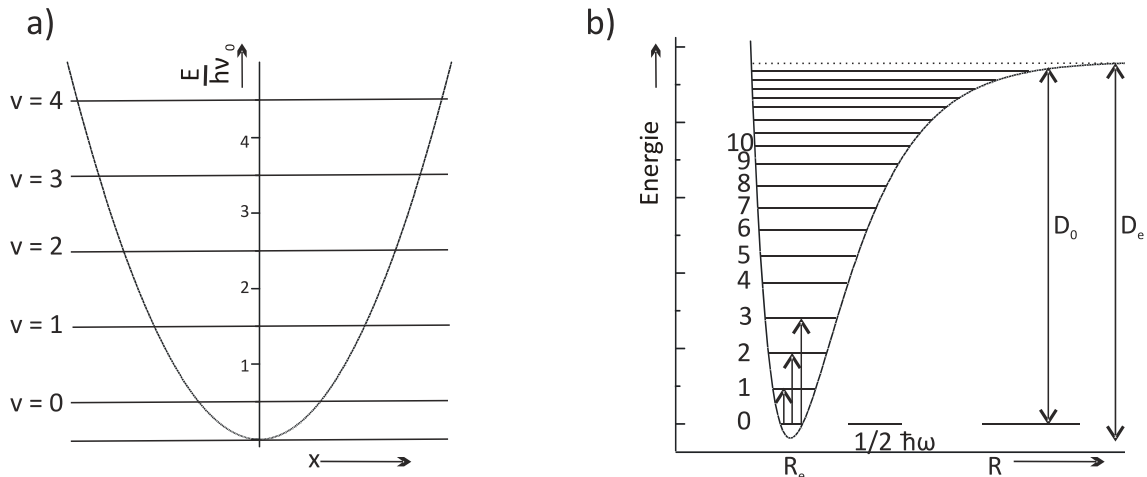 a)
E
hν₀
v = 4
4
v = 3
3
v = 2
2
v = 1
1
v = 0
x
b)
Energie
10
9
8
7
6
5
4
3
2
1
0
D₀
Dₑ
1/2 ħω
Rₑ
R